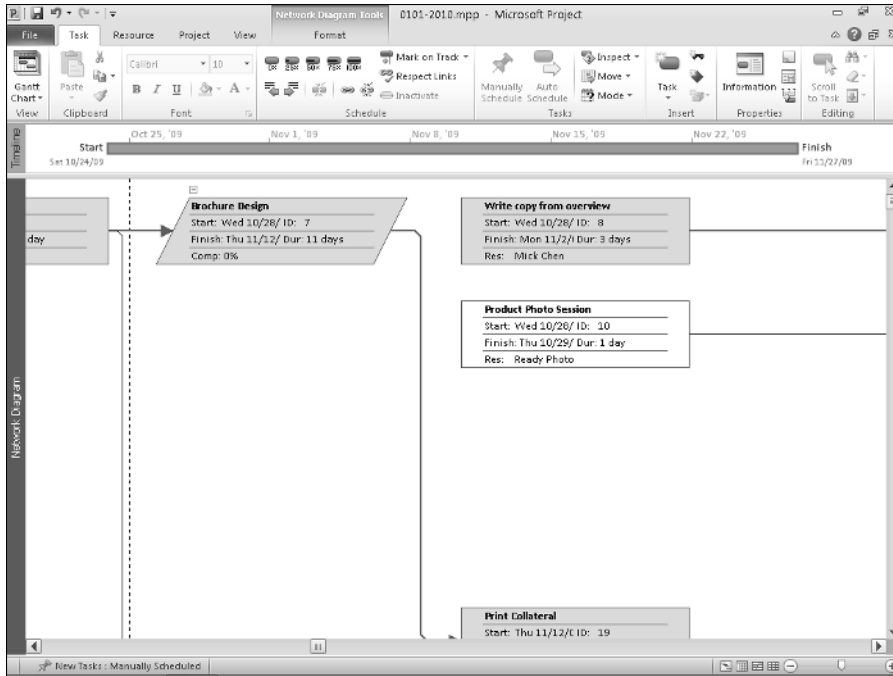 Network Diagram Tools
0101-2010.mpp - Microsoft Project
File Task Resource Project View Format
Gantt Chart
Paste
Calibri 10
B I U A
0% 25% 50% 75% 100%
Mark on Track
Respect Links
Inactivate
Manually Schedule
Auto Schedule
Inspect
Move
Mode
Task
Information
Scroll to Task
View Clipboard Font Schedule Tasks Insert Properties Editing
Timeline
Oct 25, '09 Nov 1, '09 Nov 8, '09 Nov 15, '09 Nov 22, '09
Start
Sat 10/24/09
Finish
Fri 11/27/09
Network Diagram
day
Brochure Design
Start: Wed 10/28/ ID: 7
Finish: Thu 11/12/ Dur: 11 days
Comp: 0%
Write copy from overview
Start: Wed 10/28/ ID: 8
Finish: Mon 11/2/ Dur: 3 days
Res: Mick Chen
Product Photo Session
Start: Wed 10/28/ ID: 10
Finish: Thu 10/29/ Dur: 1 day
Res: Ready Photo
Print Collateral
Start: Thu 11/12/ ID: 19
New Tasks : Manually Scheduled